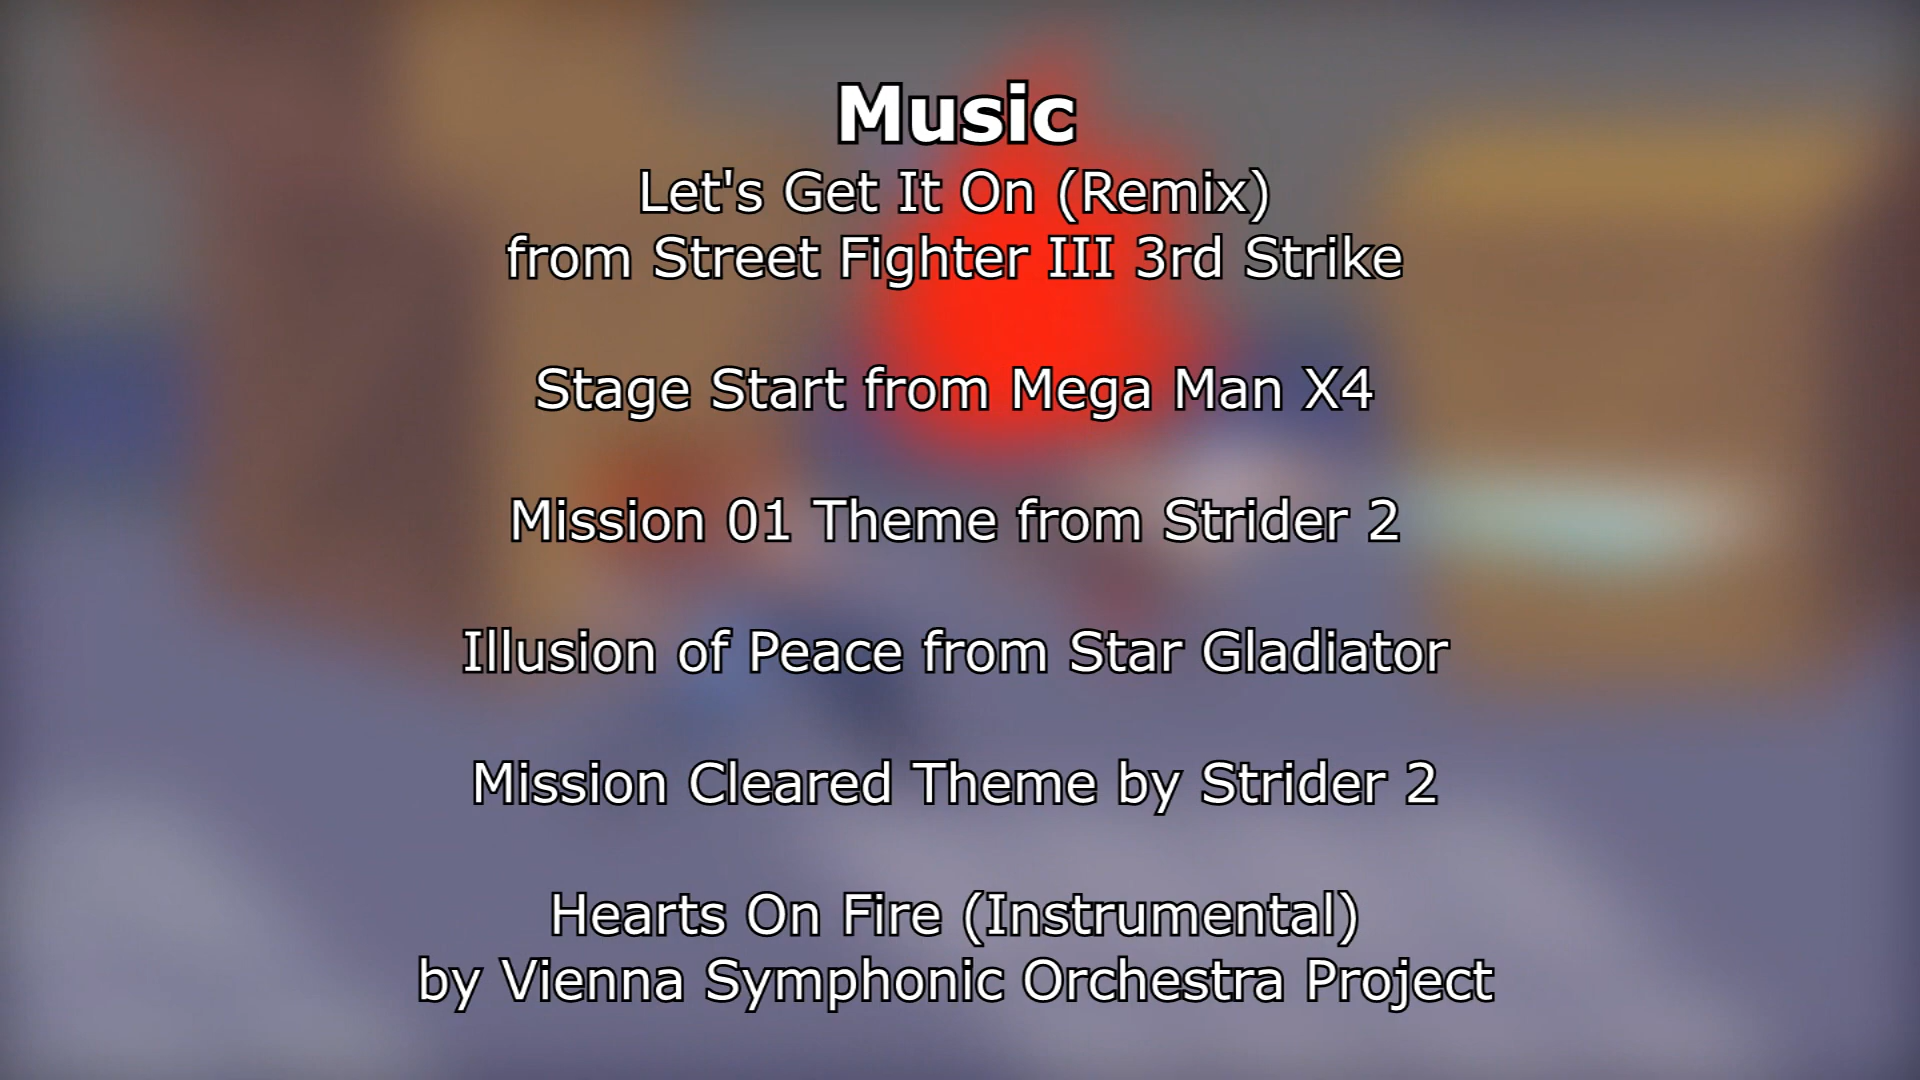 Music
Let's Get It On (Remix)
from Street Fighter III 3rd Strike
Stage Start from Mega Man X4
Mission 01 Theme from Strider 2
Illusion of Peace from Star Gladiator
Mission Cleared Theme by Strider 2
Hearts On Fire (Instrumental)
by Vienna Symphonic Orchestra Project